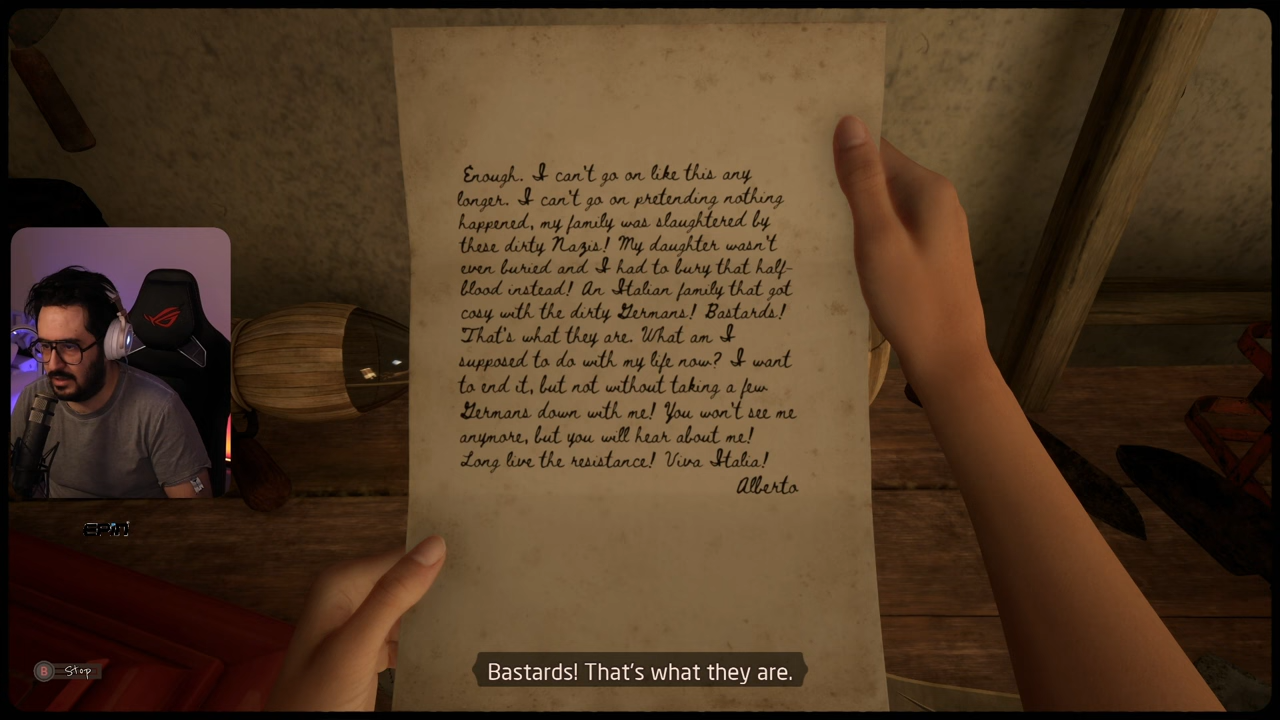 Enough. I can't go on like this any
longer. I can't go on pretending nothing
happened, my family was slaughtered by
these dirty Nazis! My daughter wasn't
even buried and I had to bury that half-
blood instead! An Italian family that got
cosy with the dirty Germans! Bastards!
That's what they are. What am I
supposed to do with my life now? I want
to end it, but not without taking a few
Germans down with me! You won't see me
anymore, but you will hear about me!
Long live the resistance! Viva Italia!
Alberto
B Stop
Bastards! That's what they are.